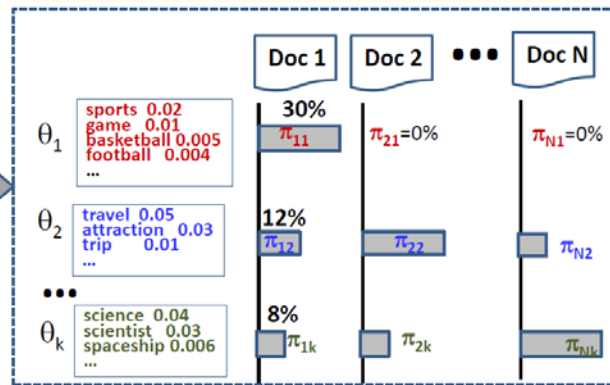 Doc 1 Doc 2 ••• Doc N
θ1
sports 0.02
game 0.01
basketball 0.005
football 0.004
...
30%
π11
π21=0%
πN1=0%
θ2
travel 0.05
attraction 0.03
trip 0.01
...
12%
π12
π22
πN2
•••
θk
science 0.04
scientist 0.03
spaceship 0.006
...
8%
π1k
π2k
πNk